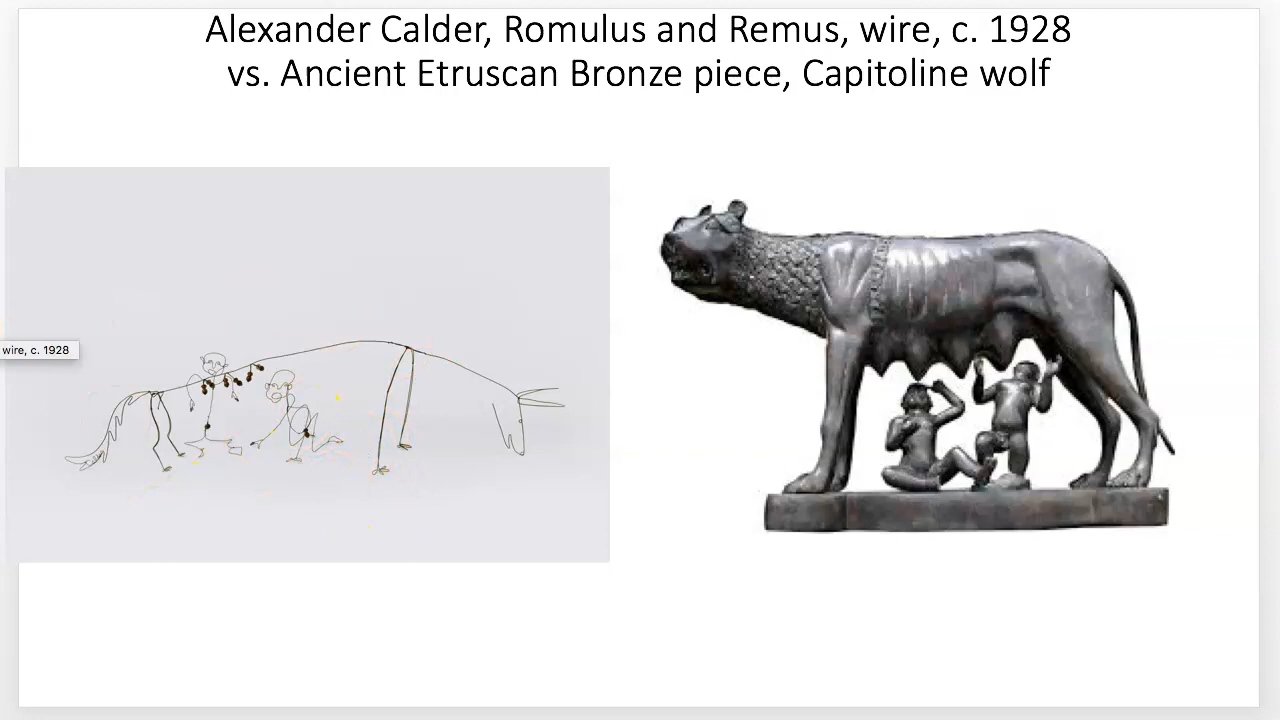 Alexander Calder, Romulus and Remus, wire, c. 1928
vs. Ancient Etruscan Bronze piece, Capitoline wolf
wire, c. 1928